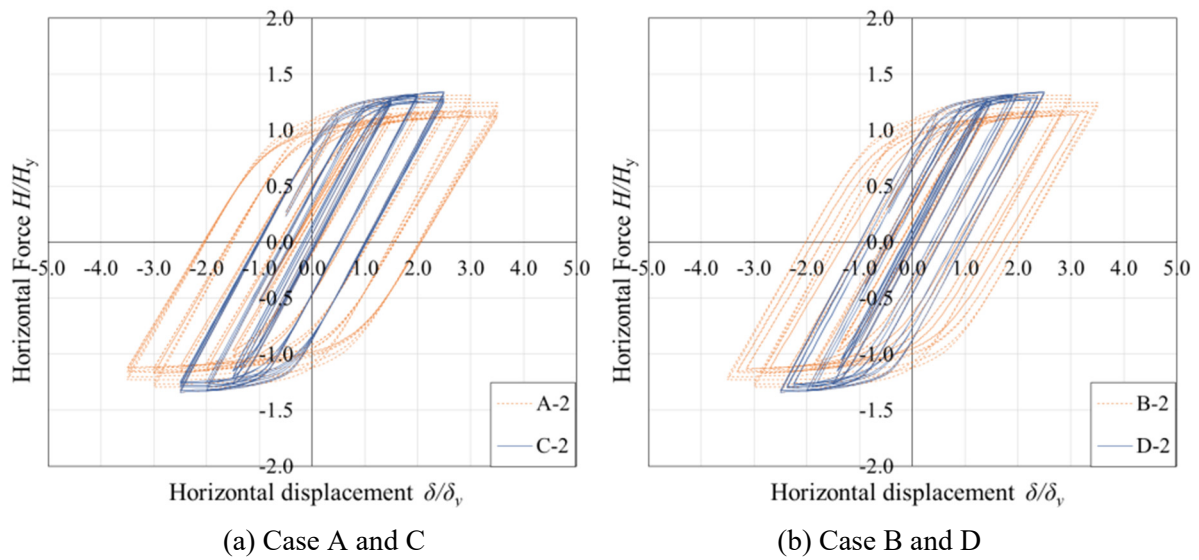 2.0
1.5
1.0
0.5
0.0
-5.0 -4.0 -3.0 -2.0 -1.0 0.0 1.0 2.0 3.0 4.0 5.0
-0.5
-1.0
-1.5
-2.0
Horizontal Force H/Hy
A-2
C-2
Horizontal displacement δ/δy
(a) Case A and C
2.0
1.5
1.0
0.5
0.0
-5.0 -4.0 -3.0 -2.0 -1.0 0.0 1.0 2.0 3.0 4.0 5.0
-0.5
-1.0
-1.5
-2.0
Horizontal Force H/Hy
B-2
D-2
Horizontal displacement δ/δy
(b) Case B and D